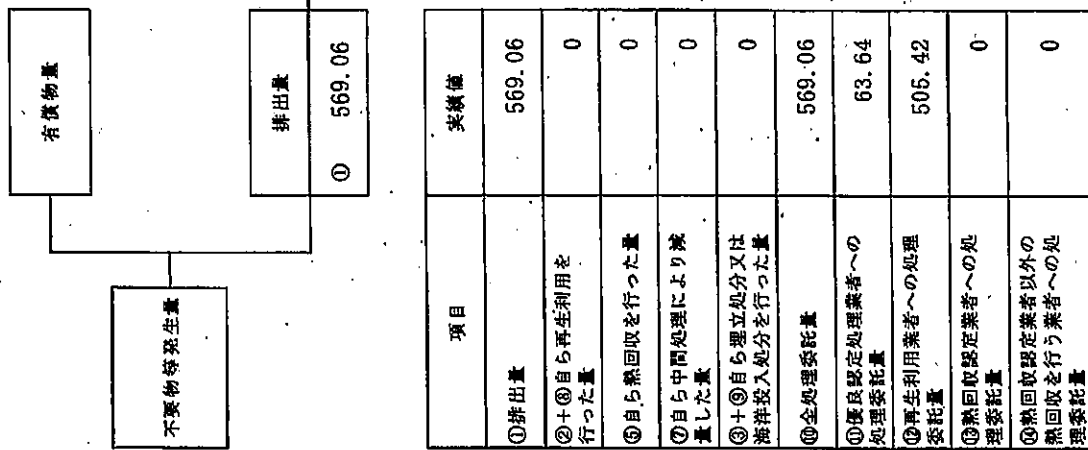 有償物量
不要物等発生量
排出量
① 569.06
項目
実績値
①排出量
569.06
②+⑧自ら再生利用を
行った量
0
⑤自ら熱回収を行った量
0
⑦自ら中間処理により減
量した量
0
③+⑨自ら埋立処分又は
海洋投入処分を行った量
0
⑩全処理委託量
569.06
⑪優良認定処理業者への
処理委託量
63.64
⑫再生利用業者への処理
委託量
505.42
⑬熱回収認定業者への処
理委託量
0
⑭熱回収認定業者以外の
熱回収を行う業者への処
理委託量
0